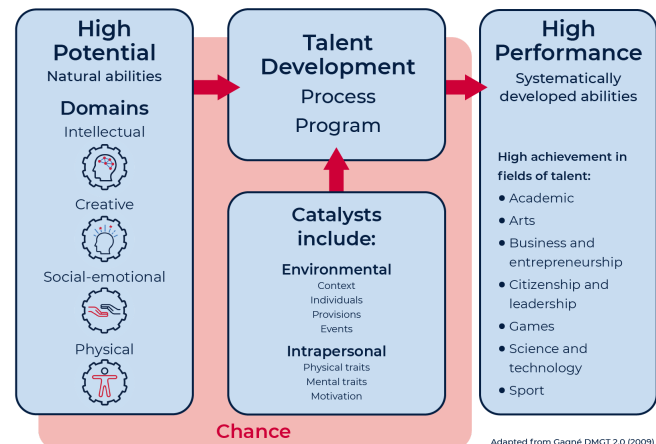 High
Potential
Natural abilities
Domains
Intellectual
Creative
Social-emotional
Physical
Talent
Development
Process
Program
Catalysts
include:
Environmental
Context
Individuals
Provisions
Events
Intrapersonal
Physical traits
Mental traits
Motivation
Chance
High
Performance
Systematically
developed abilities
High achievement in
fields of talent:
• Academic
• Arts
• Business and
entrepreneurship
• Citizenship and
leadership
• Games
• Science and
technology
• Sport
Adapted from Gagné DMGT 2.0 (2009)